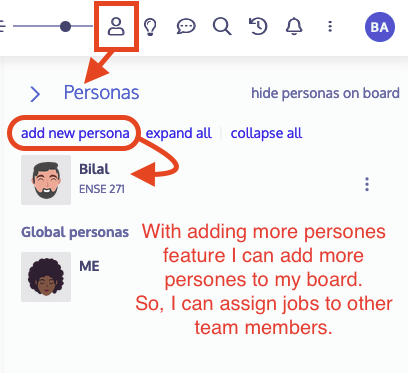 BA
Personas
hide personas on board
add new persona
expand all
collapse all
Bilal
ENSE 271
Global personas
ME
With adding more persones
feature I can add more
persones to my board.
So, I can assign jobs to other
team members.